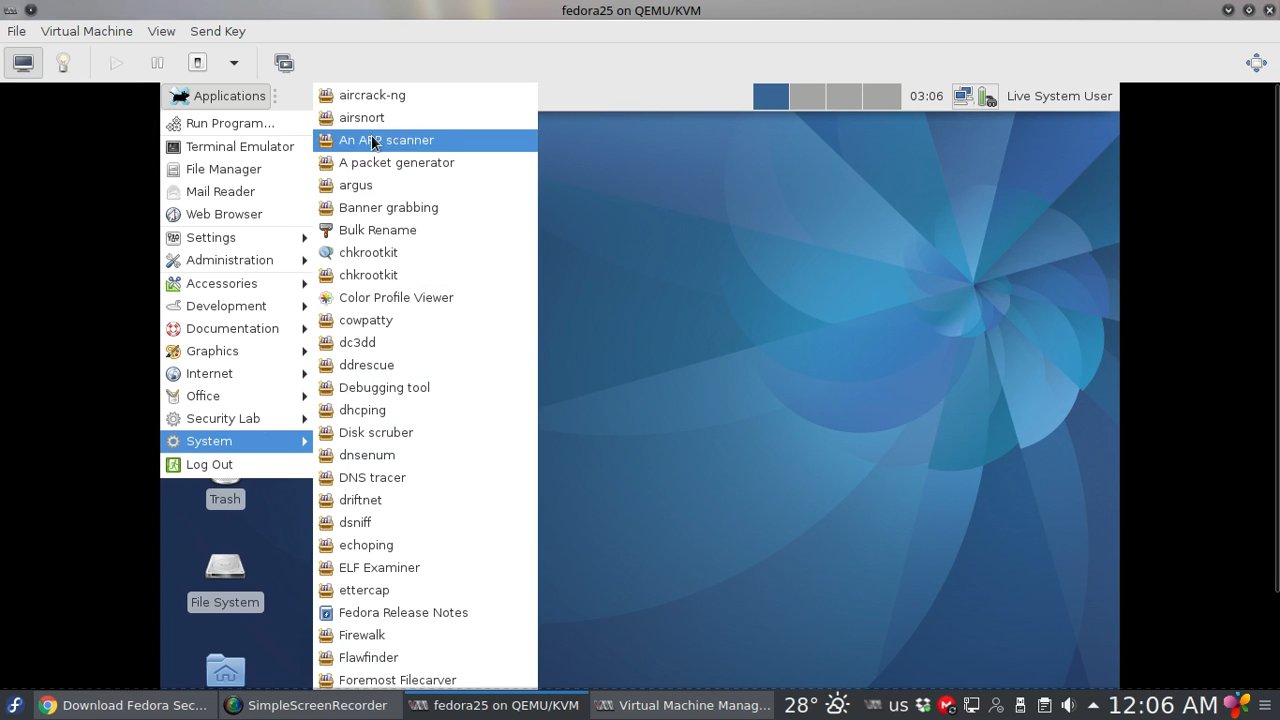 fedora25 on QEMU/KVM
File Virtual Machine View Send Key
Applications
03:06
Live System User
Run Program...
Terminal Emulator
File Manager
Mail Reader
Web Browser
Settings
Administration
Accessories
Development
Documentation
Graphics
Internet
Office
Security Lab
System
Log Out
aircrack-ng
airsnort
An ARP scanner
A packet generator
argus
Banner grabbing
Bulk Rename
chkrootkit
chkrootkit
Color Profile Viewer
cowpatty
dc3dd
ddrescue
Debugging tool
dhcping
Disk scruber
dnsenum
DNS tracer
driftnet
dsniff
echoping
ELF Examiner
ettercap
Fedora Release Notes
Firewalk
Flawfinder
Foremost Filecarver
Trash
File System
Download Fedora Sec...
SimpleScreenRecorder
fedora25 on QEMU/KVM
Virtual Machine Manag...
28°
us
12:06 AM